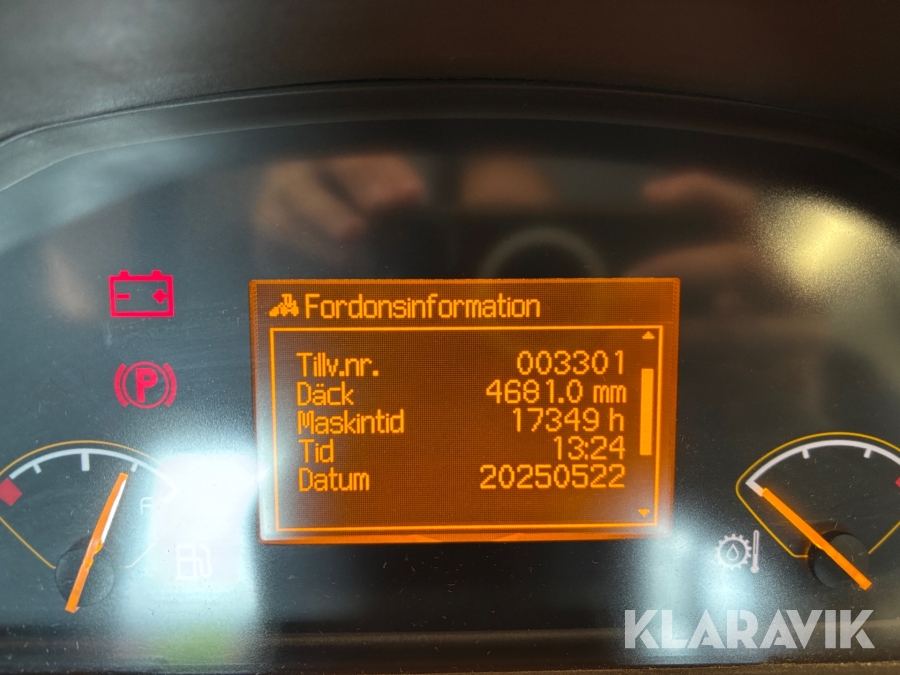 Fordonsinformation
Tillv.nr. 003301
Däck 4681.0 mm
Maskintid 17349 h
Tid 13:24
Datum 20250522
P
KLARAVIK